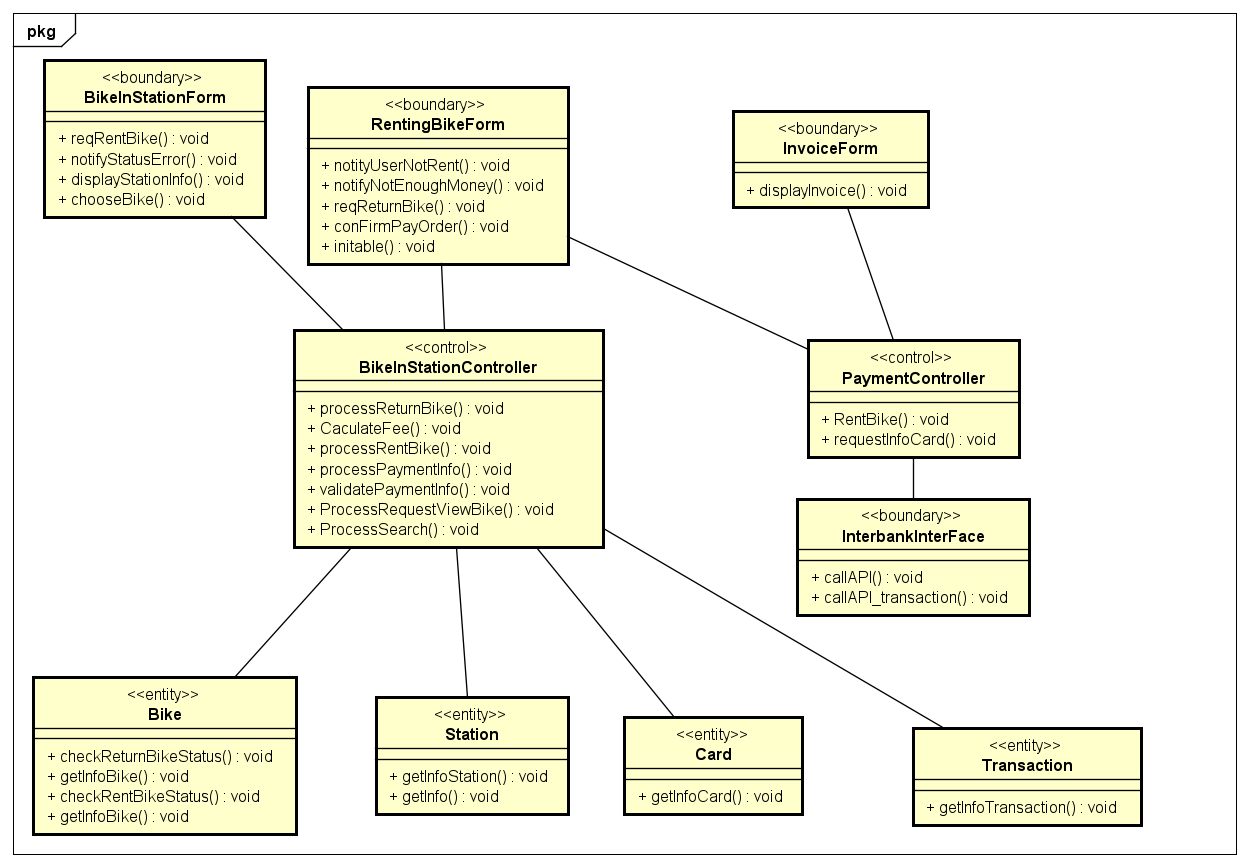 pkg
<<boundary>>
BikeInStationForm
+ reqRentBike() : void
+ notifyStatusError() : void
+ displayStationInfo() : void
+ chooseBike() : void
<<boundary>>
RentingBikeForm
+ notityUserNotRent() : void
+ notifyNotEnoughMoney() : void
+ reqReturnBike() : void
+ conFirmPayOrder() : void
+ initable() : void
<<boundary>>
InvoiceForm
+ displayInvoice() : void
<<control>>
BikeInStationController
+ processReturnBike() : void
+ CaculateFee() : void
+ processRentBike() : void
+ processPaymentInfo() : void
+ validatePaymentInfo() : void
+ ProcessRequestViewBike() : void
+ ProcessSearch() : void
<<control>>
PaymentController
+ RentBike() : void
+ requestInfoCard() : void
<<boundary>>
InterbankInterFace
+ callAPI() : void
+ callAPI_transaction() : void
<<entity>>
Bike
+ checkReturnBikeStatus() : void
+ getInfoBike() : void
+ checkRentBikeStatus() : void
+ getInfoBike() : void
<<entity>>
Station
+ getInfoStation() : void
+ getInfo() : void
<<entity>>
Card
+ getInfoCard() : void
<<entity>>
Transaction
+ getInfoTransaction() : void